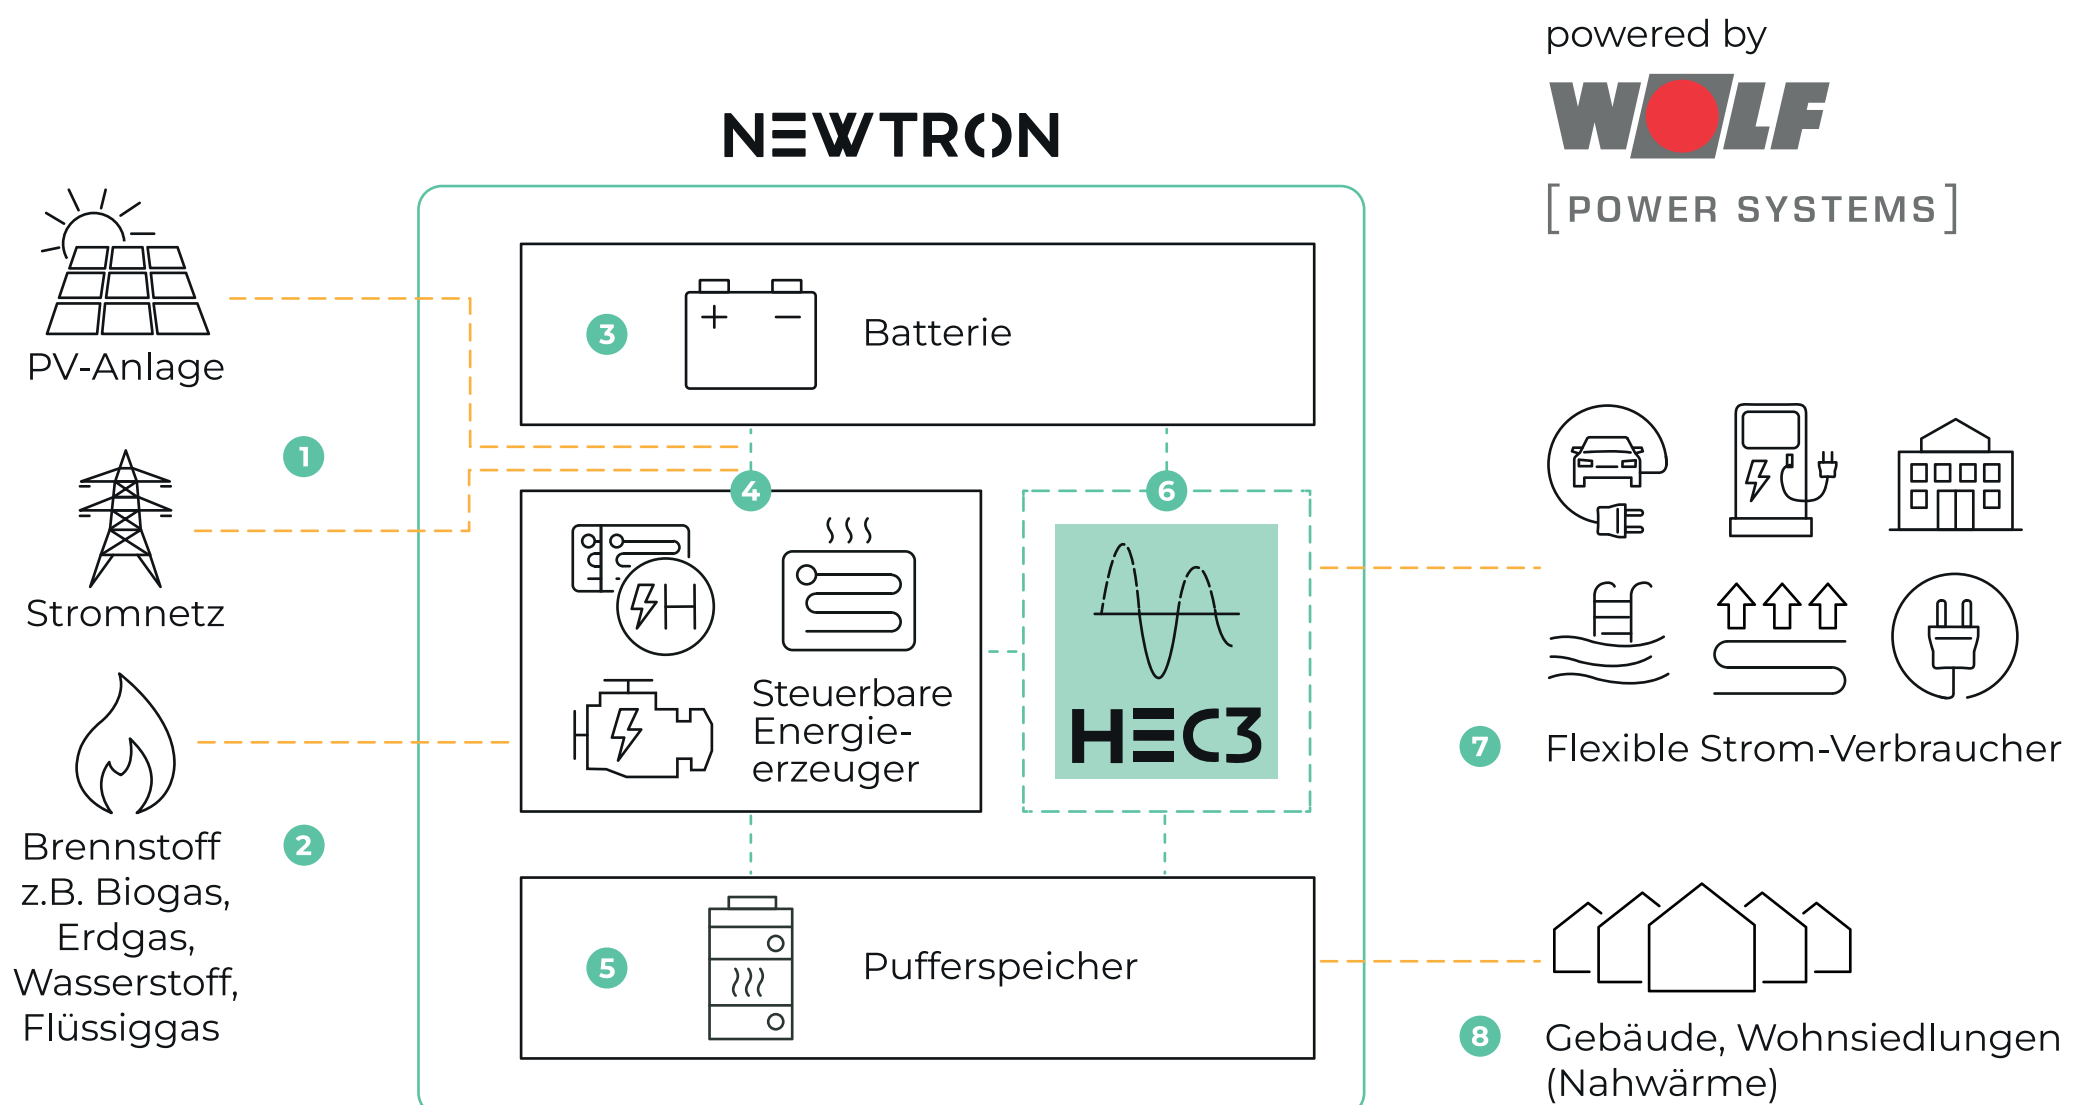 powered by
WOLF
[POWER SYSTEMS]
NEWTRON
PV-Anlage
1
Stromnetz
Brennstoff
z.B. Biogas,
Erdgas,
Wasserstoff,
Flüssiggas
2
3
Batterie
4
Steuerbare
Energie-
erzeuger
6
HEC3
5
Pufferspeicher
7
Flexible Strom-Verbraucher
8
Gebäude, Wohnsiedlungen
(Nahwärme)